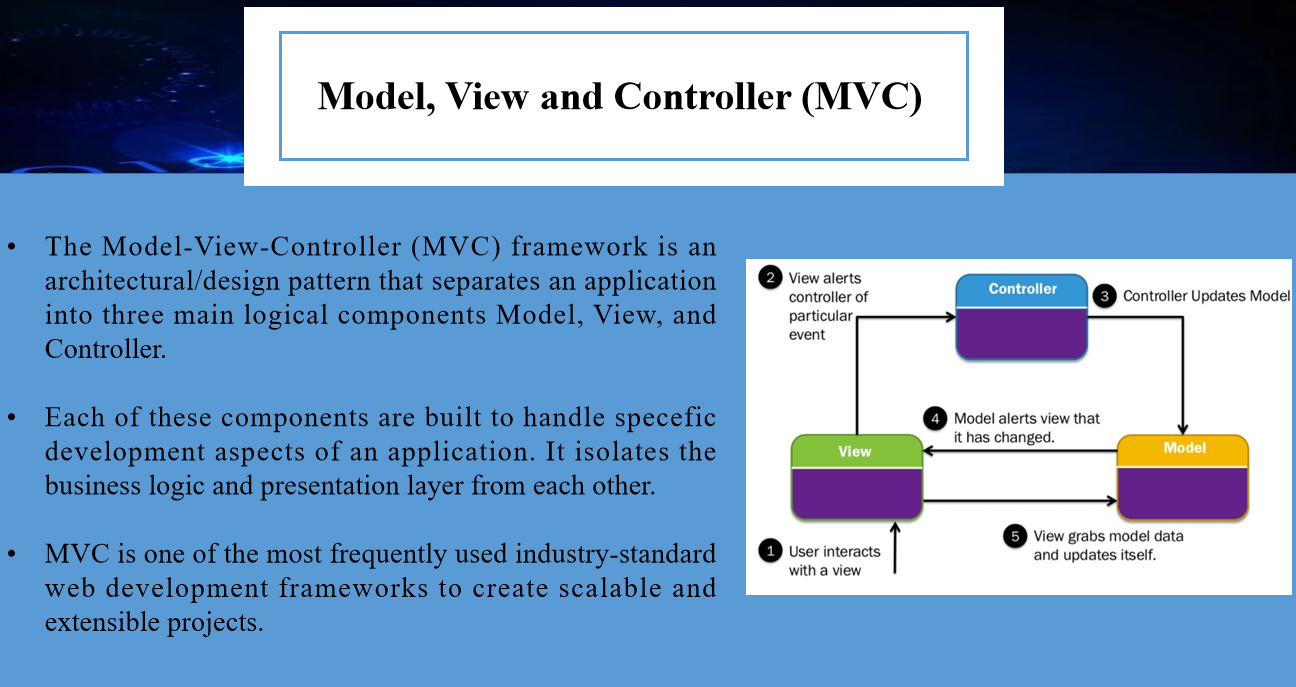 Model, View and Controller (MVC)
• The Model-View-Controller (MVC) framework is an
architectural/design pattern that separates an application
into three main logical components Model, View, and
Controller.
• Each of these components are built to handle specefic
development aspects of an application. It isolates the
business logic and presentation layer from each other.
• MVC is one of the most frequently used industry-standard
web development frameworks to create scalable and
extensible projects.
2 View alerts
controller of
particular
event
Controller
3 Controller Updates Model
4 Model alerts view that
it has changed.
View
Model
5 View grabs model data
and updates itself.
1 User interacts
with a view